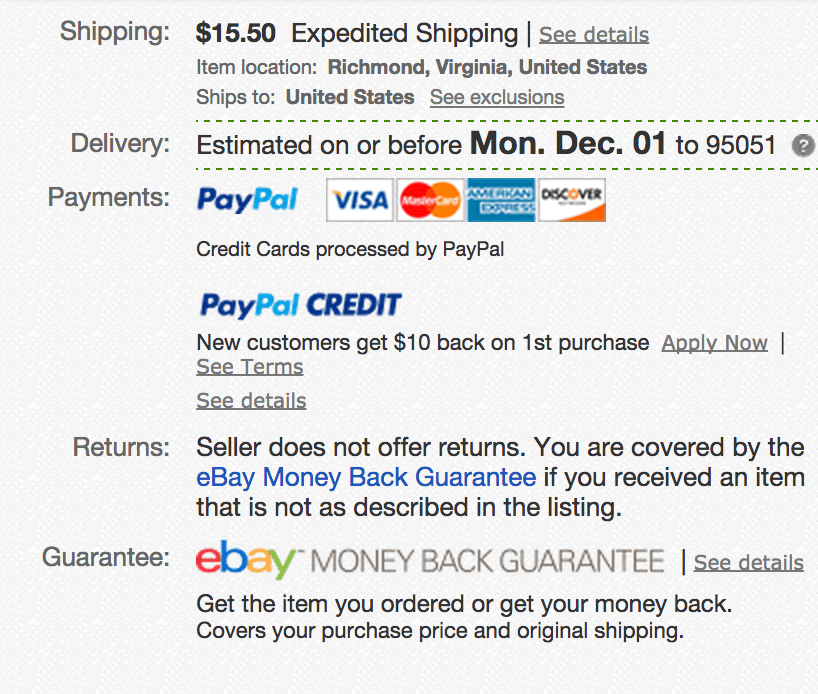 Shipping: $15.50 Expedited Shipping | See details
Item location: Richmond, Virginia, United States
Ships to: United States See exclusions
Delivery: Estimated on or before Mon. Dec. 01 to 95051 ?
Payments: PayPal VISA MasterCard AMERICAN EXPRESS DISCOVER
Credit Cards processed by PayPal
PayPal CREDIT
New customers get $10 back on 1st purchase Apply Now |
See Terms
See details
Returns: Seller does not offer returns. You are covered by the
eBay Money Back Guarantee if you received an item
that is not as described in the listing.
Guarantee: ebay™ MONEY BACK GUARANTEE | See details
Get the item you ordered or get your money back.
Covers your purchase price and original shipping.